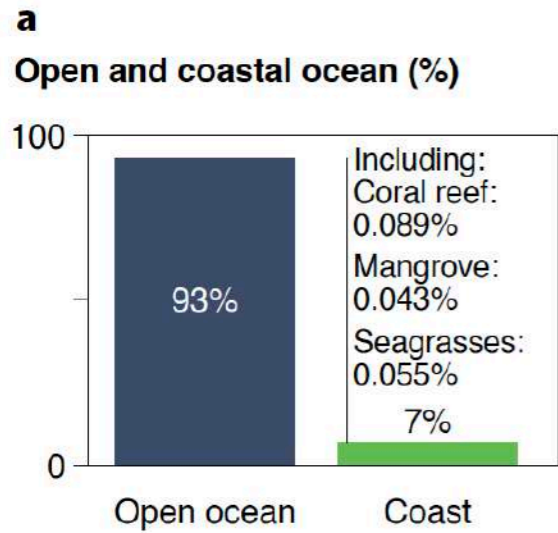 a
Open and coastal ocean (%)
100
Including:
Coral reef:
0.089%
Mangrove:
0.043%
Seagrasses:
0.055%
93%
7%
0
Open ocean
Coast